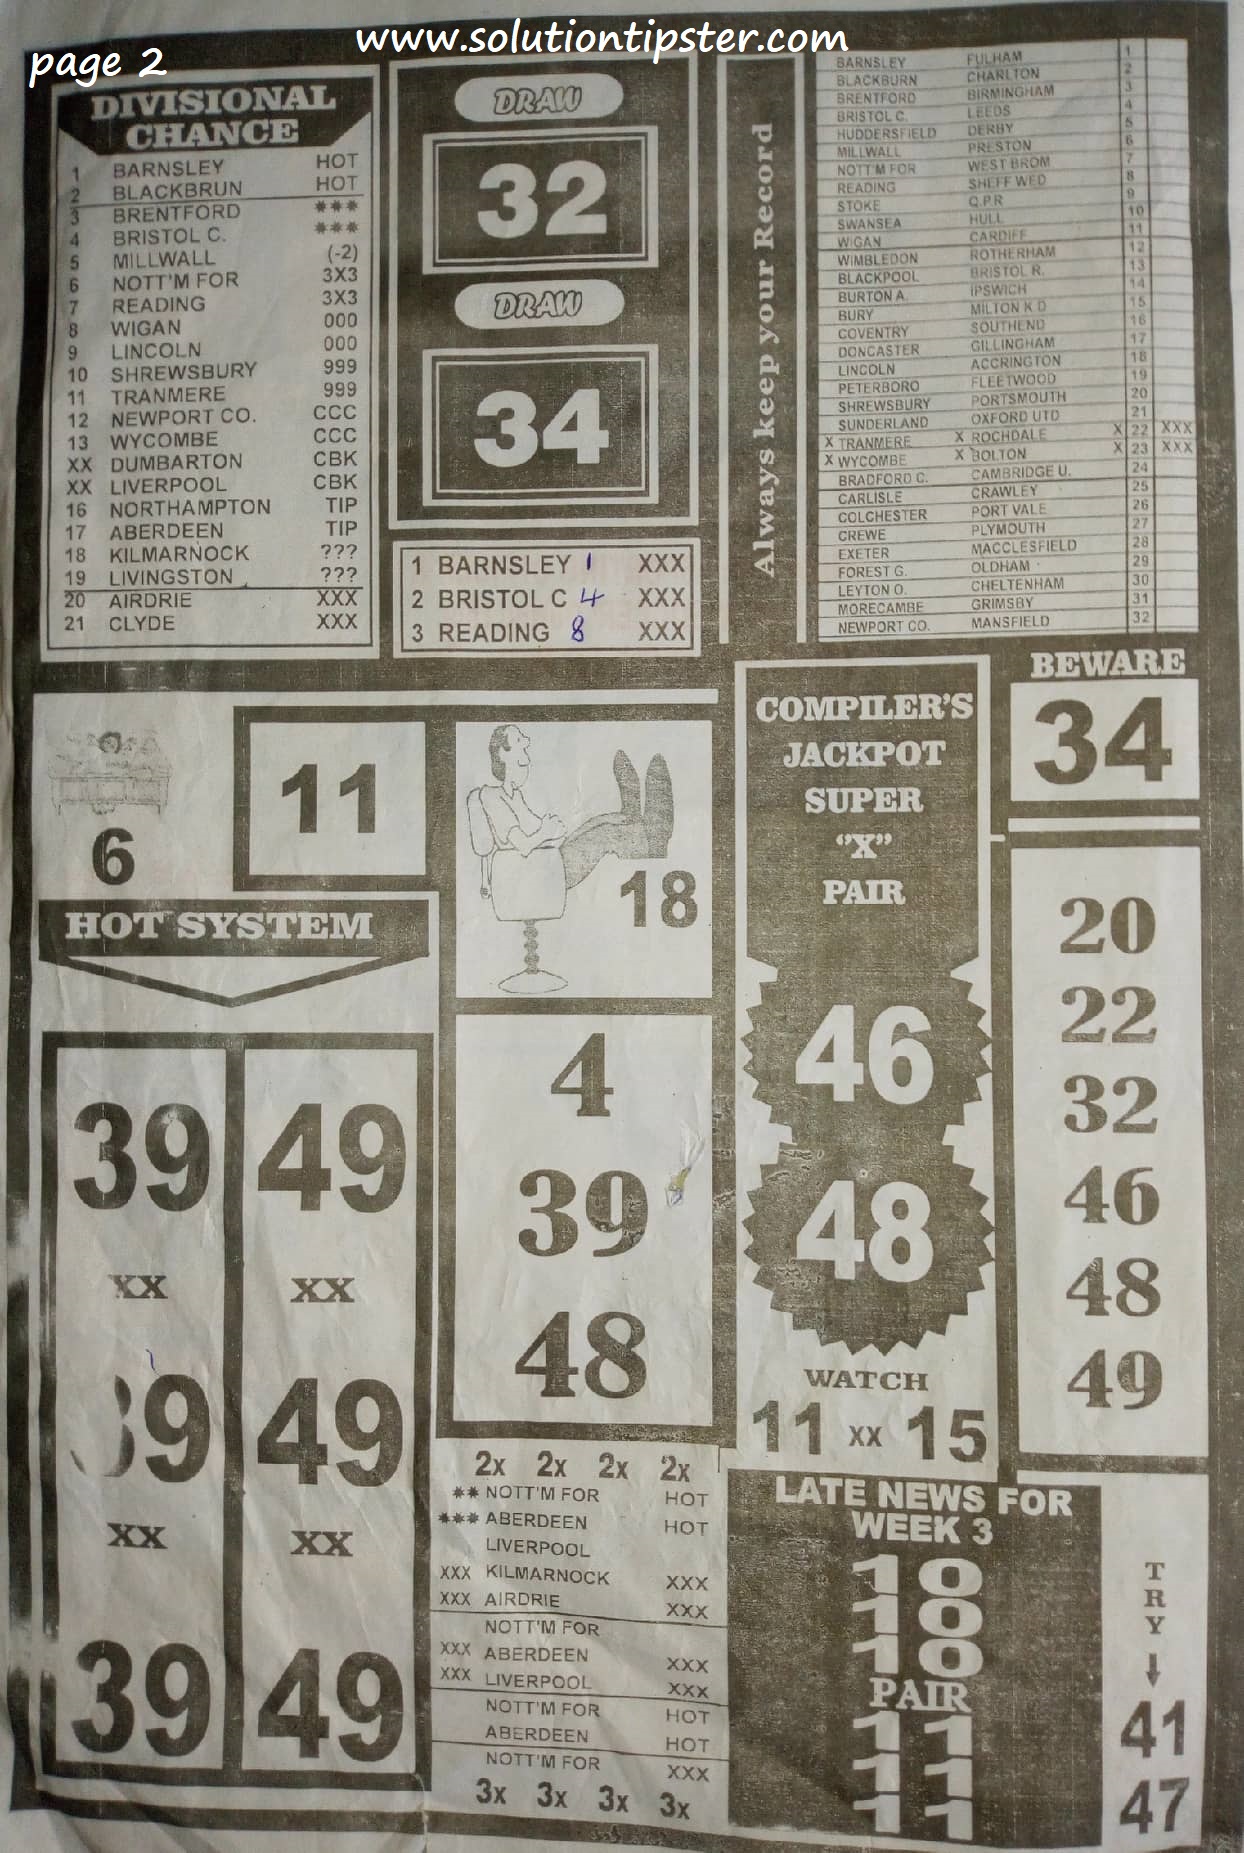 www.solutiontipster.com
page 2
DIVISIONAL
CHANCE
1 BARNSLEY HOT
2 BLACKBRUN HOT
3 BRENTFORD ***
4 BRISTOL C. ***
5 MILLWALL (-2)
6 NOTT'M FOR 3X3
7 READING 3X3
8 WIGAN 000
9 LINCOLN 000
10 SHREWSBURY 999
11 TRANMERE 999
12 NEWPORT CO. CCC
13 WYCOMBE CCC
XX DUMBARTON CBK
XX LIVERPOOL CBK
16 NORTHAMPTON TIP
17 ABERDEEN TIP
18 KILMARNOCK ???
19 LIVINGSTON ???
20 AIRDRIE XXX
21 CLYDE XXX
DRAW
32
DRAW
34
1 BARNSLEY 1 XXX
2 BRISTOL C 4 XXX
3 READING 8 XXX
Always keep your Record
BARNSLEY FULHAM 1
BLACKBURN CHARLTON 2
BRENTFORD BIRMINGHAM 3
BRISTOL C. LEEDS 4
HUDDERSFIELD DERBY 5
MILLWALL PRESTON 6
NOTT'M FOR WEST BROM 7
READING SHEFF WED 8
STOKE Q.P.R 9
SWANSEA HULL 10
WIGAN CARDIFF 11
WIMBLEDON ROTHERHAM 12
BLACKPOOL BRISTOL R. 13
BURTON A. IPSWICH 14
BURY MILTON K D 15
COVENTRY SOUTHEND 16
DONCASTER GILLINGHAM 17
LINCOLN ACCRINGTON 18
PETERBORO FLEETWOOD 19
SHREWSBURY PORTSMOUTH 20
SUNDERLAND OXFORD UTD 21
X TRANMERE X ROCHDALE X 22 XXX
X WYCOMBE X BOLTON X 23 XXX
BRADFORD C. CAMBRIDGE U. 24
CARLISLE CRAWLEY 25
COLCHESTER PORT VALE 26
CREWE PLYMOUTH 27
EXETER MACCLESFIELD 28
FOREST G. OLDHAM 29
LEYTON O. CHELTENHAM 30
MORECAMBE GRIMSBY 31
NEWPORT CO. MANSFIELD 32
6
11
18
HOT SYSTEM
39 49
XX XX
39 49
XX XX
39 49
4
39
48
2x 2x 2x 2x
** NOTT'M FOR HOT
*** ABERDEEN HOT
LIVERPOOL
XXX KILMARNOCK XXX
XXX AIRDRIE XXX
NOTT'M FOR
XXX ABERDEEN XXX
XXX LIVERPOOL XXX
NOTT'M FOR HOT
ABERDEEN HOT
NOTT'M FOR XXX
3x 3x 3x 3x
COMPILER'S
JACKPOT
SUPER
"X"
PAIR
46
48
WATCH
11 XX 15
BEWARE
34
20
22
32
46
48
49
LATE NEWS FOR
WEEK 3
10
10
10
PAIR
11
11
11
TRY
41
47